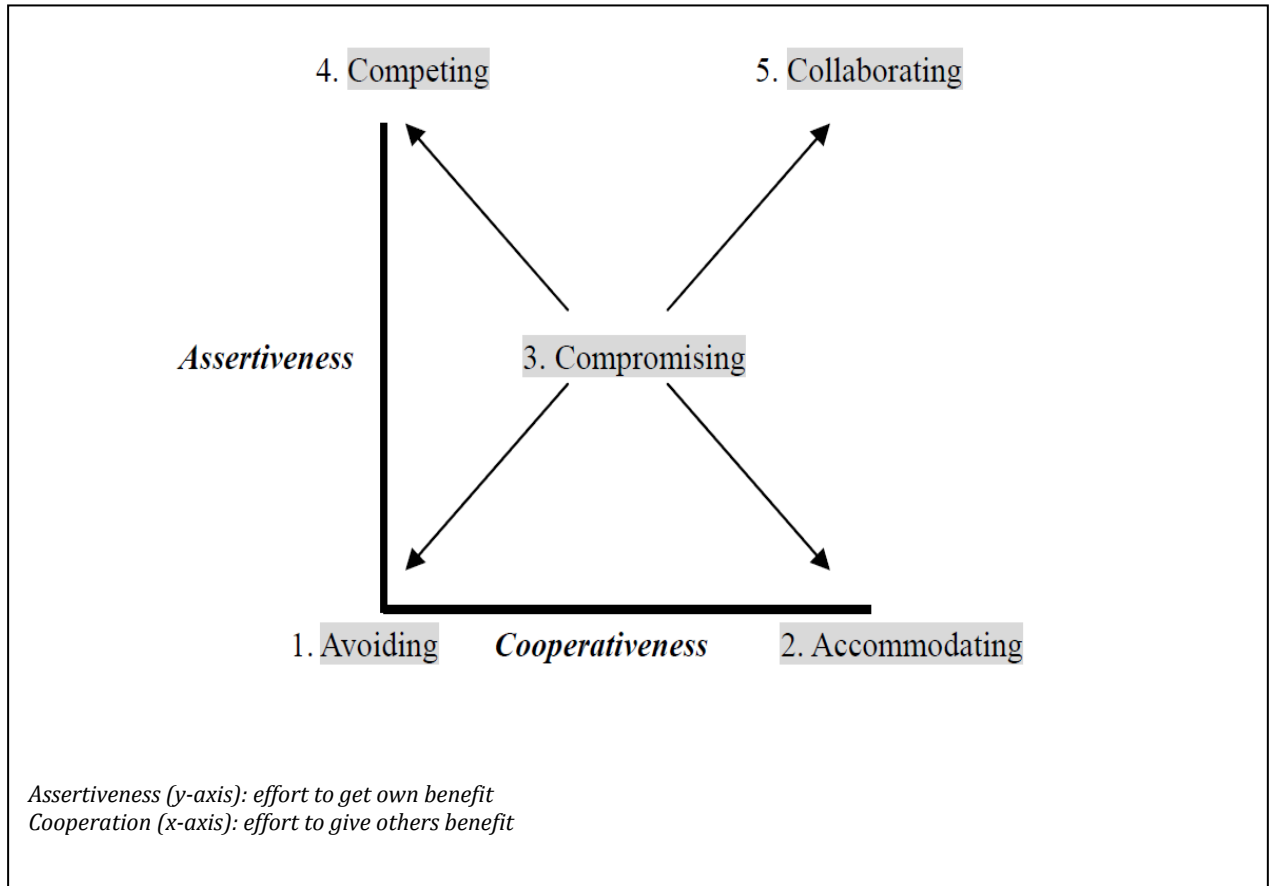 4. Competing
5. Collaborating
Assertiveness
3. Compromising
1. Avoiding
Cooperativeness
2. Accommodating
Assertiveness (y-axis): effort to get own benefit
Cooperation (x-axis): effort to give others benefit